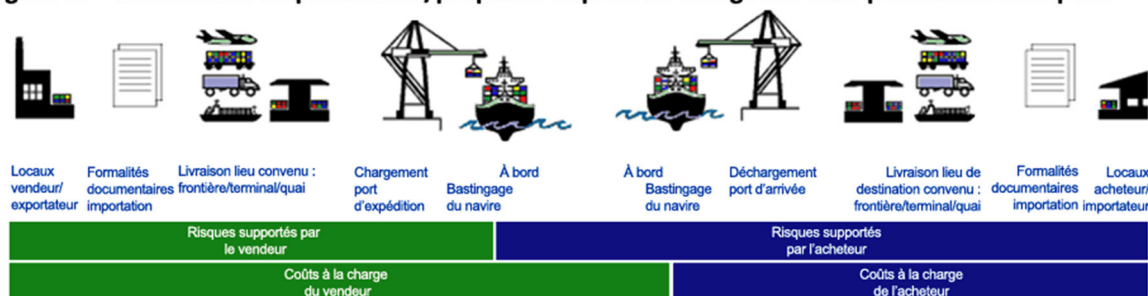 Locaux
vendeur/
exportateur
Formalités
documentaires
importation
Livraison lieu convenu :
frontière/terminal/quai
Chargement
port
d'expédition
À bord
Bastingage
du navire
À bord
Bastingage
du navire
Déchargement
port d'arrivée
Livraison lieu de
destination convenu :
frontière/terminal/quai
Formalités
documentaires
importation
Locaux
acheteur/
importateur
Risques supportés par
le vendeur
Risques supportés
par l'acheteur
Coûts à la charge
du vendeur
Coûts à la charge
de l'acheteur